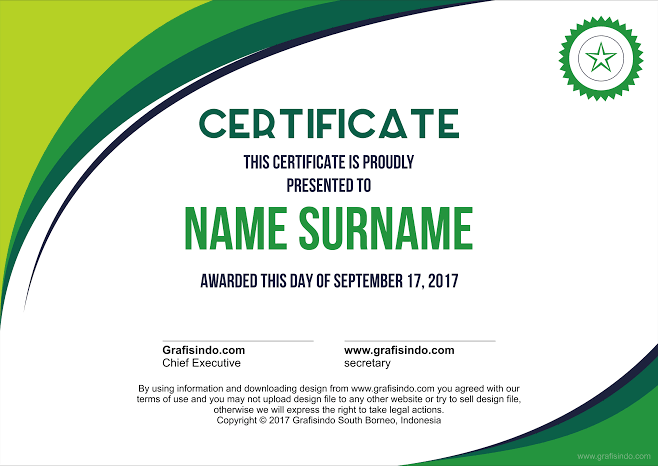 CERTIFICATE
THIS CERTIFICATE IS PROUDLY
PRESENTED TO
NAME SURNAME
AWARDED THIS DAY OF SEPTEMBER 17, 2017
Grafisindo.com
Chief Executive
www.grafisindo.com
secretary
By using information and downloading design from www.grafisindo.com you agreed with our
terms of use and you may not upload design file to any other website or try to sell design file,
otherwise we will express the right to take legal actions.
Copyright © 2017 Grafisindo South Borneo, Indonesia
www.grafisindo.com